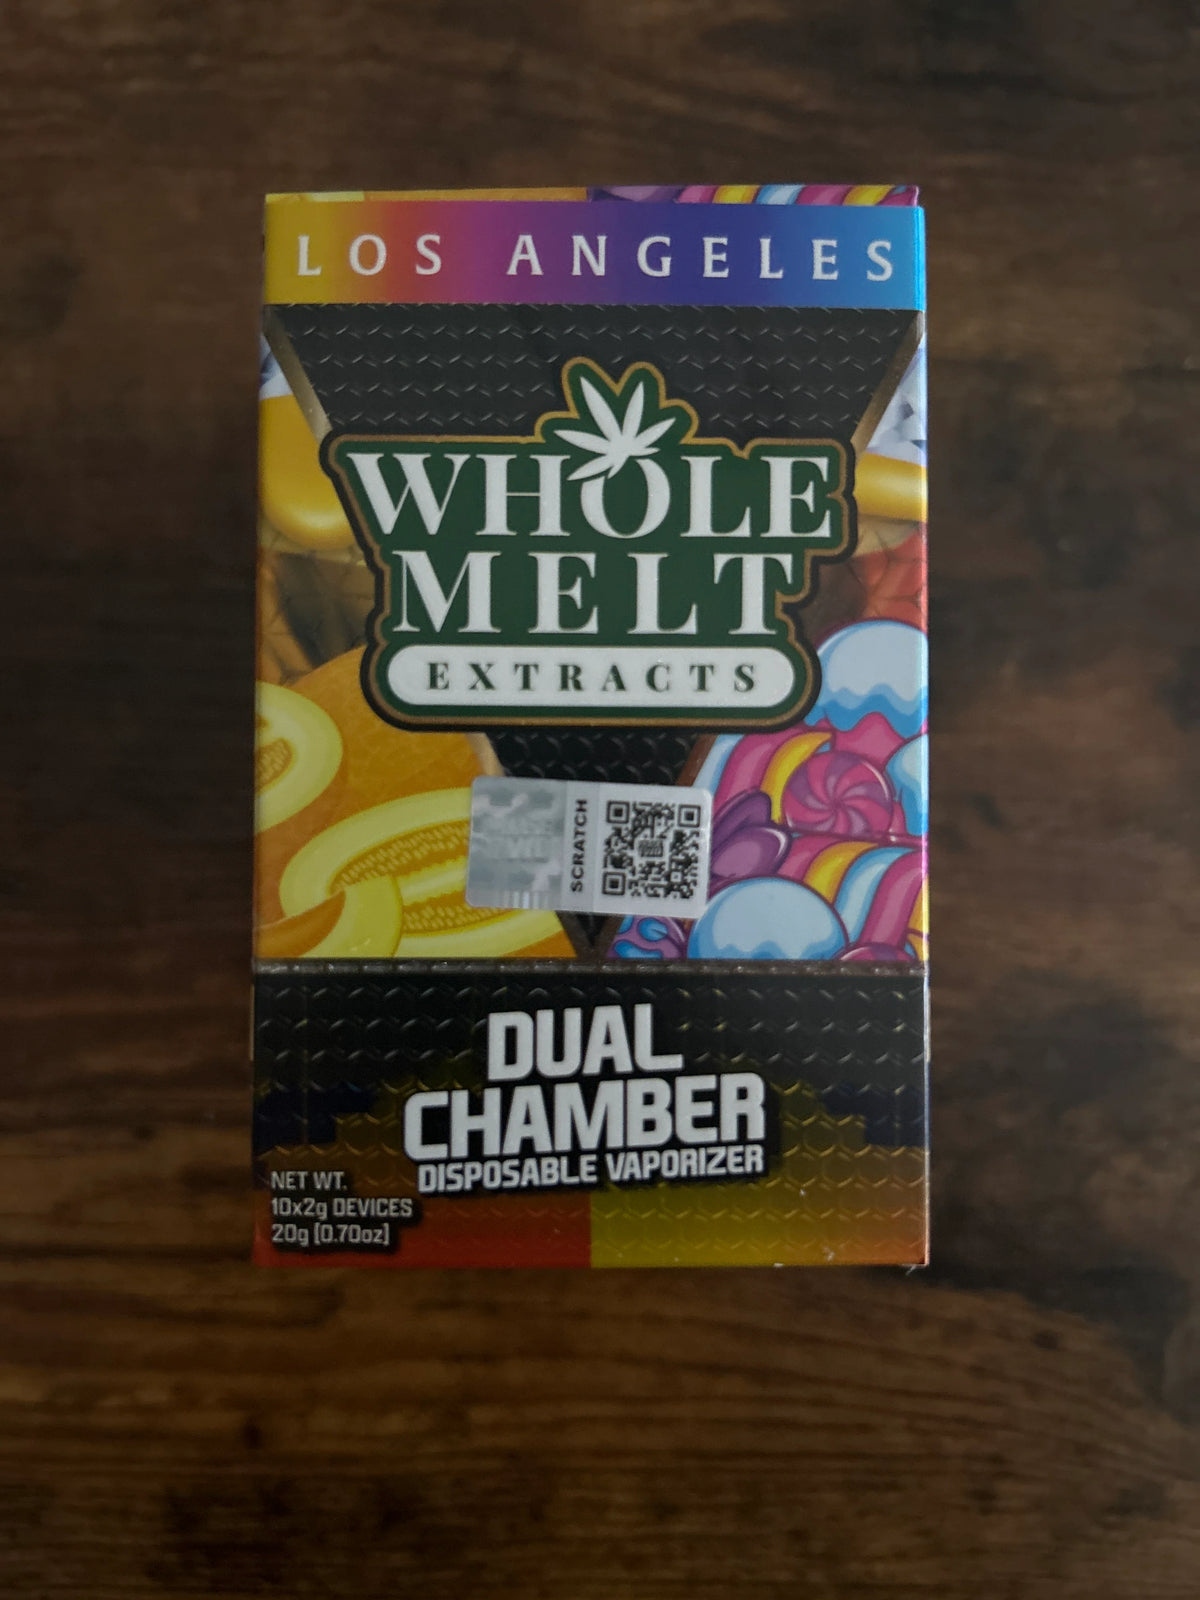 LOS ANGELES
WHOLE
MELT
EXTRACTS
SCRATCH
DUAL
CHAMBER
DISPOSABLE VAPORIZER
NET WT.
10x2g DEVICES
20g [0.70oz]